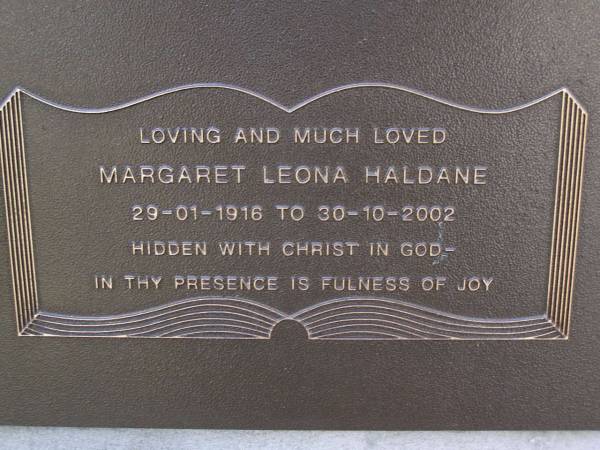 LOVING AND MUCH LOVED
MARGARET LEONA HALDANE
29-01-1916 TO 30-10-2002
HIDDEN WITH CHRIST IN GOD-
IN THY PRESENCE IS FULNESS OF JOY